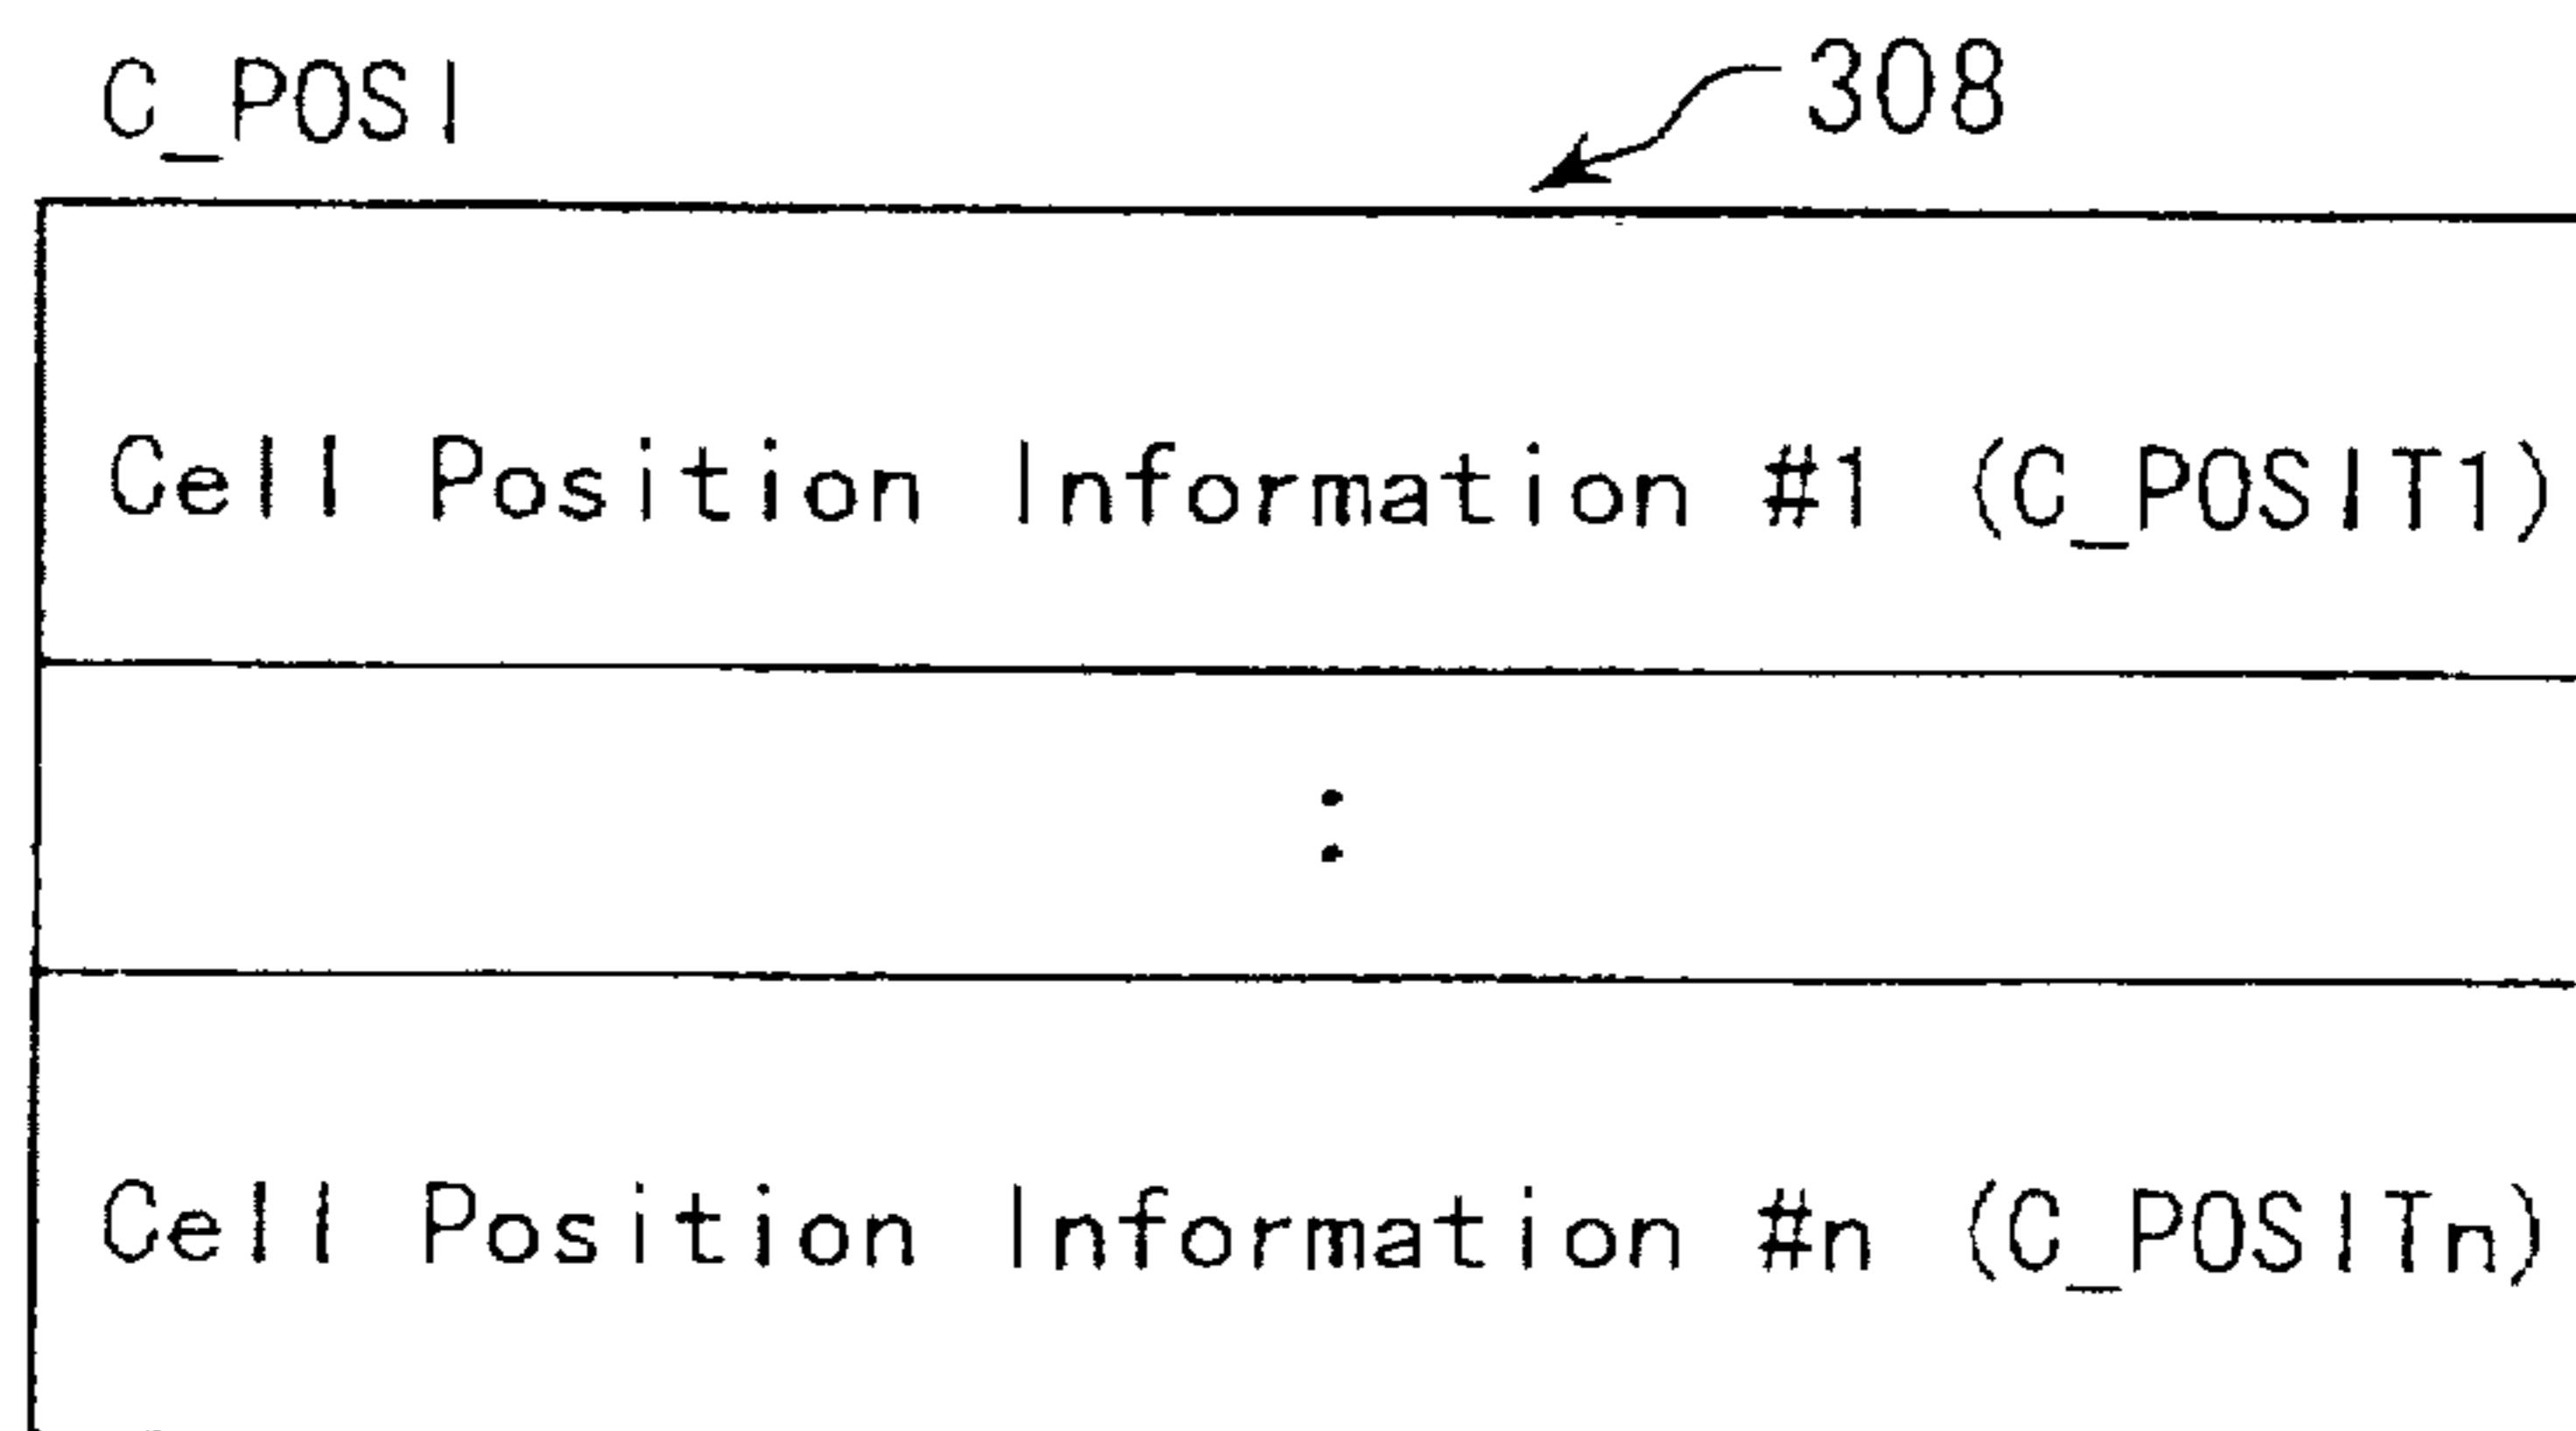 C_POSI
308
Cell Position Information #1 (C_POSIT1)
:
Cell Position Information #n (C_POSITn)